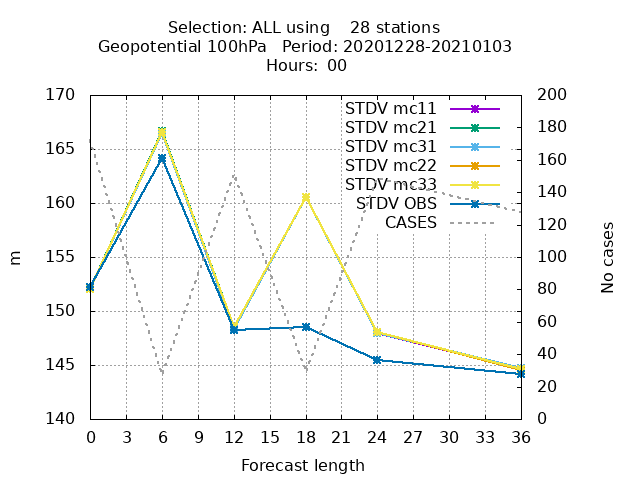 Selection: ALL using    28 stations
Geopotential 100hPa   Period: 20201228-20210103
Hours:  00
170
165
160
155
150
145
140
200
180
160
140
120
100
80
60
40
20
0
STDV mc11
STDV mc21
STDV mc31
STDV mc22
STDV mc33
STDV OBS
CASES
m
No cases
0 3 6 9 12 15 18 21 24 27 30 33 36
Forecast length